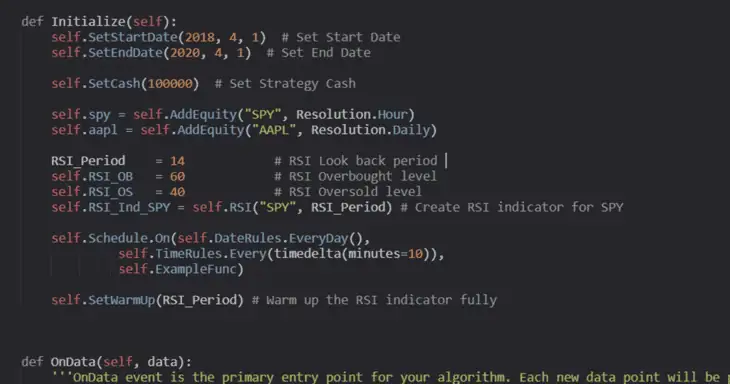 def Initialize(self):
self.SetStartDate(2018, 4, 1)  # Set Start Date
self.SetEndDate(2020, 4, 1)  # Set End Date
self.SetCash(100000)  # Set Strategy Cash
self.spy = self.AddEquity("SPY", Resolution.Hour)
self.aapl = self.AddEquity("AAPL", Resolution.Daily)
RSI_Period    = 14           # RSI Look back period
self.RSI_OB   = 60           # RSI Overbought level
self.RSI_OS   = 40           # RSI Oversold level
self.RSI_Ind_SPY = self.RSI("SPY", RSI_Period) # Create RSI indicator for SPY
self.Schedule.On(self.DateRules.EveryDay(),
self.TimeRules.Every(timedelta(minutes=10)),
self.ExampleFunc)
self.SetWarmUp(RSI_Period) # Warm up the RSI indicator fully
def OnData(self, data):
'''OnData event is the primary entry point for your algorithm. Each new data point will be